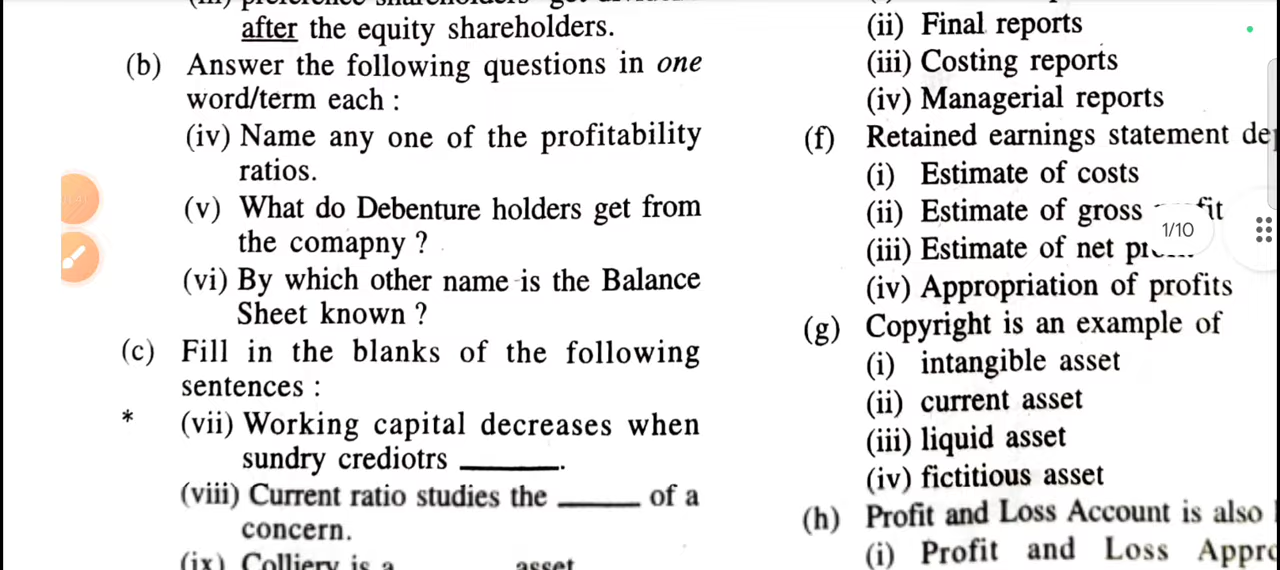 after the equity shareholders.
(b) Answer the following questions in one
word/term each :
(iv) Name any one of the profitability
ratios.
(v) What do Debenture holders get from
the comapny ?
(vi) By which other name is the Balance
Sheet known ?
(c) Fill in the blanks of the following
sentences :
* (vii) Working capital decreases when
sundry crediotrs ______.
(viii) Current ratio studies the ______ of a
concern.
(ix) Colliery is a ______ asset
(ii) Final reports
(iii) Costing reports
(iv) Managerial reports
(f) Retained earnings statement
(i) Estimate of costs
(ii) Estimate of gross
(iii) Estimate of net
(iv) Appropriation of profits
(g) Copyright is an example of
(i) intangible asset
(ii) current asset
(iii) liquid asset
(iv) fictitious asset
(h) Profit and Loss Account is also
(i) Profit and Loss
1/10